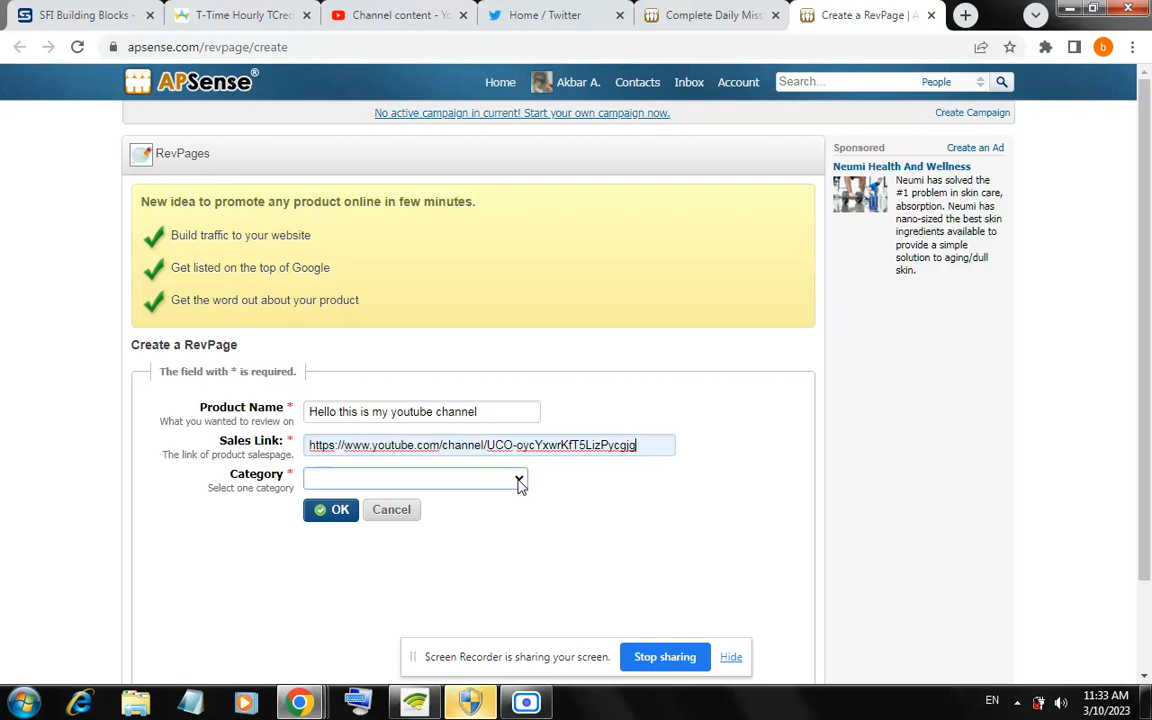 SFI Building Blocks -
T-Time Hourly TCred
Channel content - Yo
Home / Twitter
Complete Daily Miss
Create a RevPage | A
apsense.com/revpage/create
b
APSense®
Home
Akbar A.
Contacts
Inbox
Account
Search...
People
No active campaign in current! Start your own campaign now.
Create Campaign
RevPages
New idea to promote any product online in few minutes.
Build traffic to your website
Get listed on the top of Google
Get the word out about your product
Sponsored
Create an Ad
Neumi Health And Wellness
Neumi has solved the
#1 problem in skin care,
absorption. Neumi has
nano-sized the best skin
ingredients available to
provide a simple
solution to aging/dull
skin.
Create a RevPage
The field with * is required.
Product Name *
What you wanted to review on
Hello this is my youtube channel
Sales Link: *
The link of product salespage.
https://www.youtube.com/channel/UCO-oycYxwrKfT5LizPycgjg
Category *
Select one category
OK
Cancel
Screen Recorder is sharing your screen.
Stop sharing
Hide
EN
11:33 AM
3/10/2023